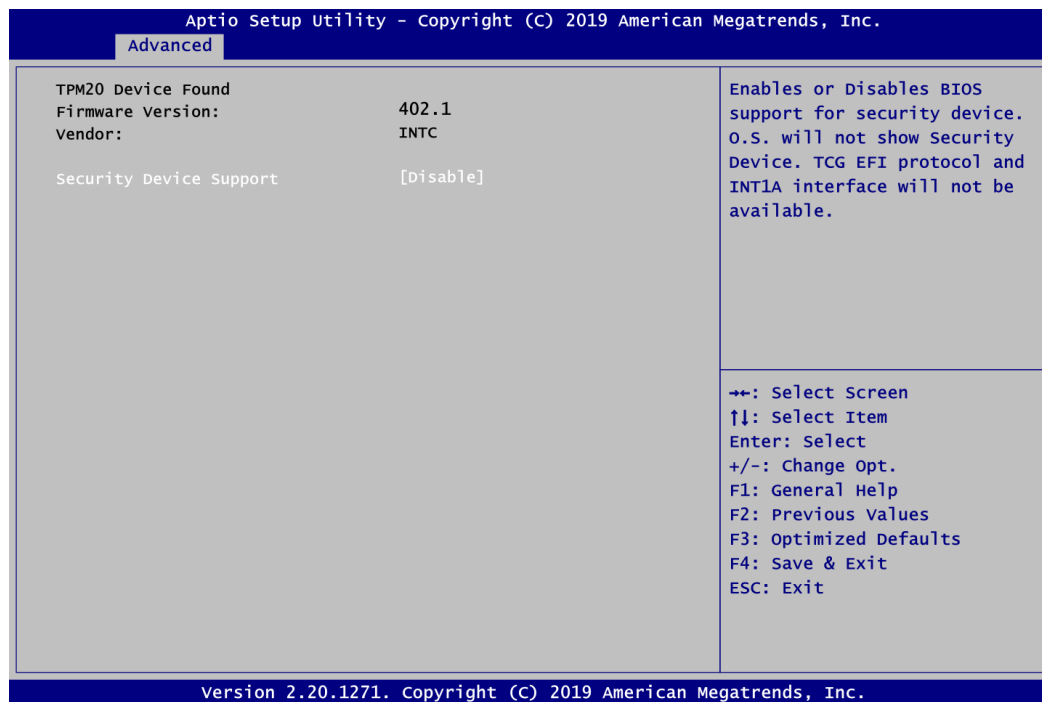 Aptio Setup Utility – Copyright (C) 2019 American Megatrends, Inc.
Advanced
TPM20 Device Found
Firmware Version: 402.1
Vendor: INTC
Security Device Support [Disable]
Enables or Disables BIOS
support for security device.
O.S. will not show Security
Device. TCG EFI protocol and
INT1A interface will not be
available.
→←: Select Screen
↑↓: Select Item
Enter: Select
+/-: Change Opt.
F1: General Help
F2: Previous Values
F3: Optimized Defaults
F4: Save & Exit
ESC: Exit
Version 2.20.1271. Copyright (C) 2019 American Megatrends, Inc.